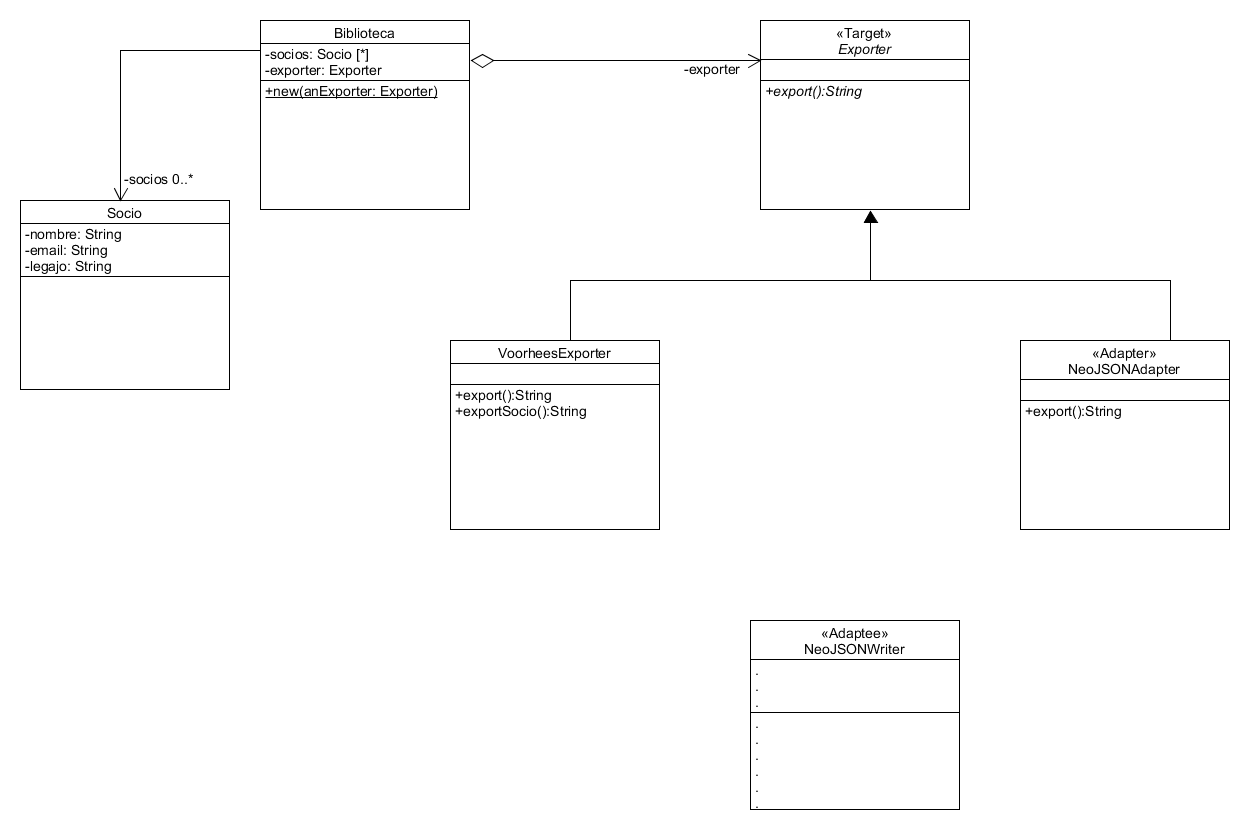 Biblioteca
-socios: Socio [*]
-exporter: Exporter
+new(anExporter: Exporter)
-exporter
«Target»
Exporter
+export():String
-socios 0..*
Socio
-nombre: String
-email: String
-legajo: String
VoorheesExporter
+export():String
+exportSocio():String
«Adapter»
NeoJSONAdapter
+export():String
«Adaptee»
NeoJSONWriter
.
.
.
.
.
.
.
.
.